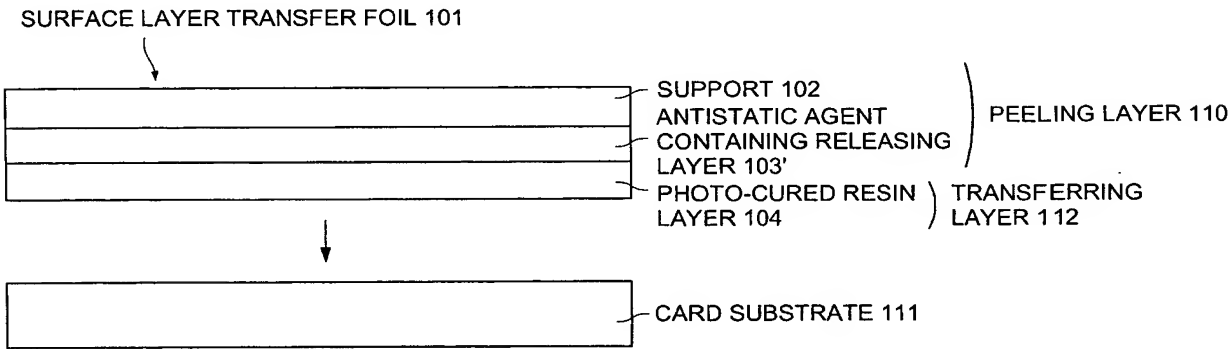 SURFACE LAYER TRANSFER FOIL 101
SUPPORT 102
ANTISTATIC AGENT
CONTAINING RELEASING
LAYER 103'
PEELING LAYER 110
PHOTO-CURED RESIN
LAYER 104
TRANSFERRING
LAYER 112
CARD SUBSTRATE 111